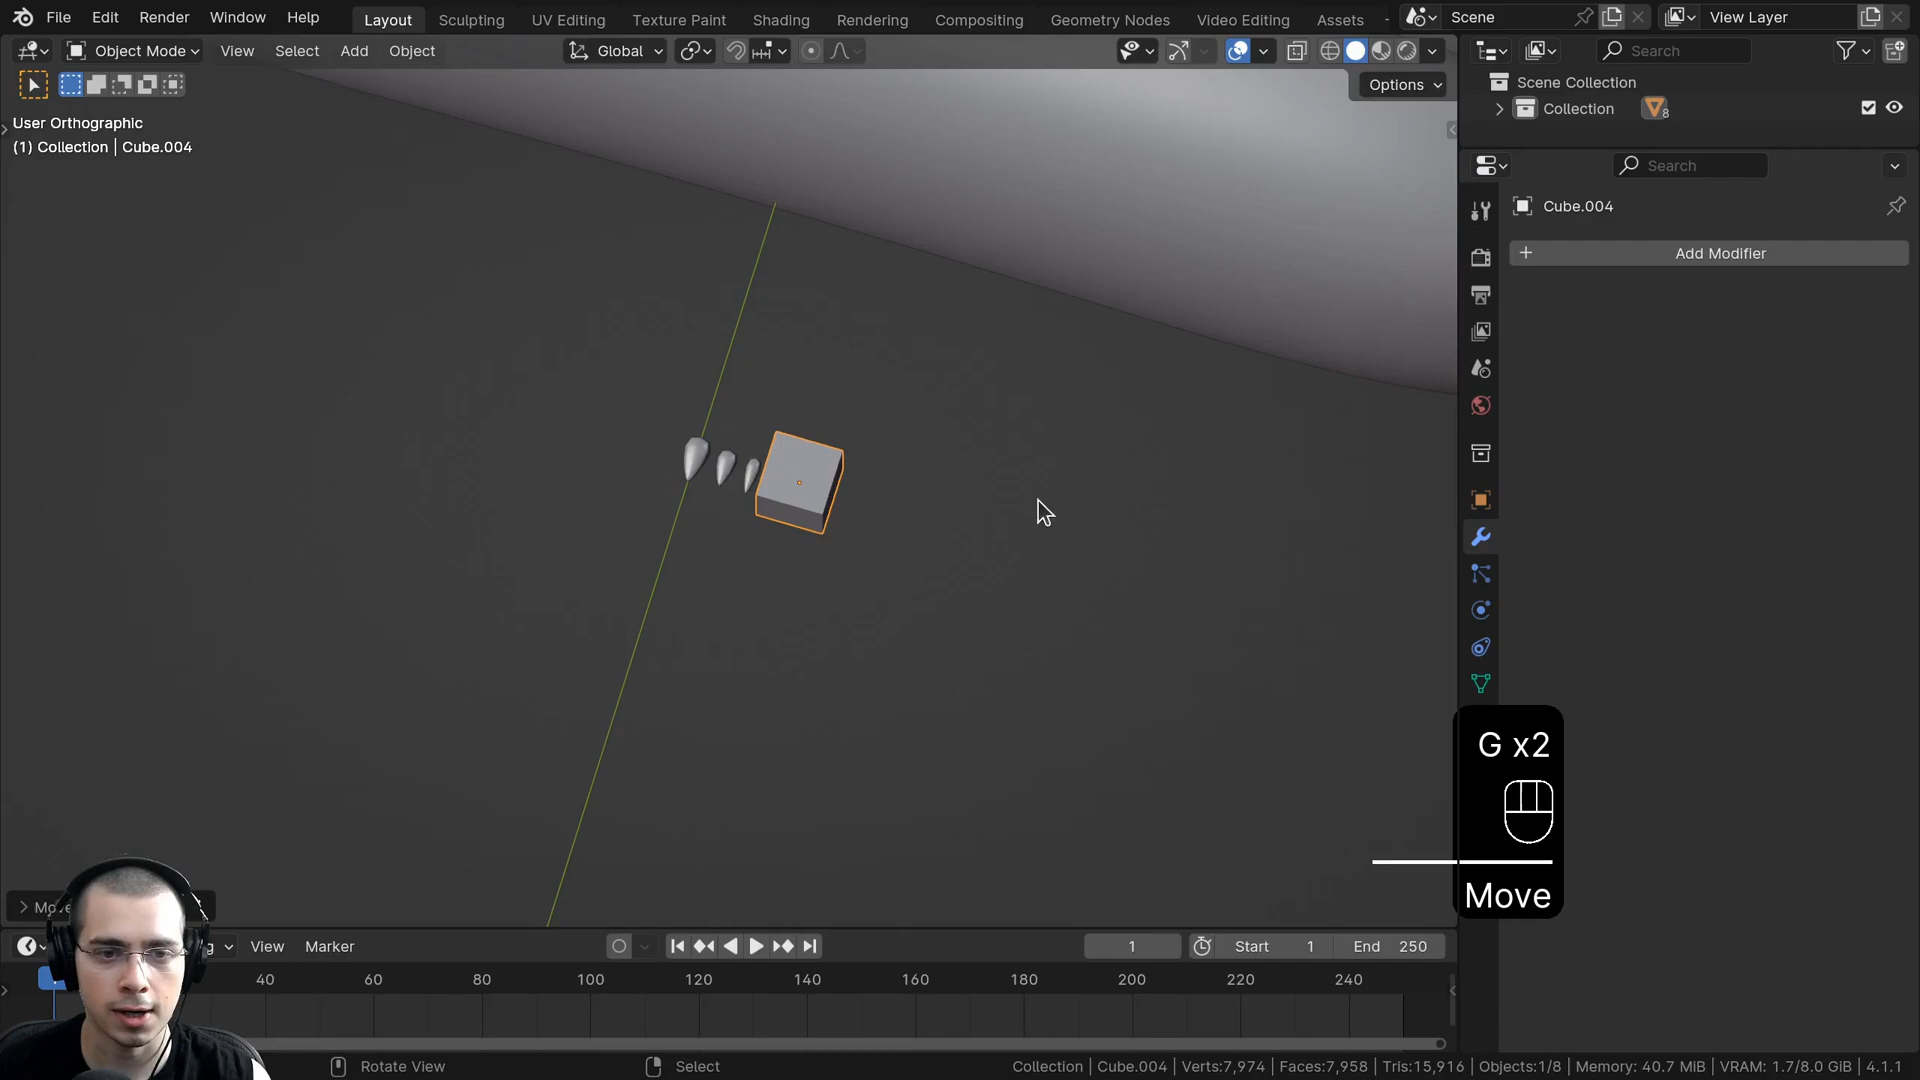 File Edit Render Window Help Layout Sculpting UV Editing Texture Paint Shading Rendering Compositing Geometry Nodes Video Editing Assets Scene View Layer
Object Mode View Select Add Object Global Search
Options
Scene Collection
Collection 8
User Orthographic
(1) Collection | Cube.004
Search
Cube.004
Add Modifier
G x2
Move
View Marker 1 Start 1 End 250
40 60 80 100 120 140 160 180 200 220 240
Rotate View Select Collection | Cube.004 | Verts:7,974 | Faces:7,958 | Tris:15,916 | Objects:1/8 | Memory: 40.7 MiB | VRAM: 1.7/8.0 GiB | 4.1.1